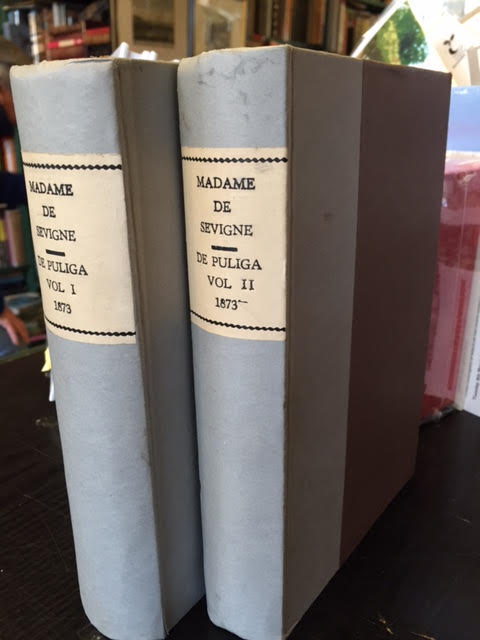 MADAME
DE
SEVIGNE
DE PULIGA
VOL I
1873
MADAME
DE
SEVIGNE
DE PULIGA
VOL II
1873